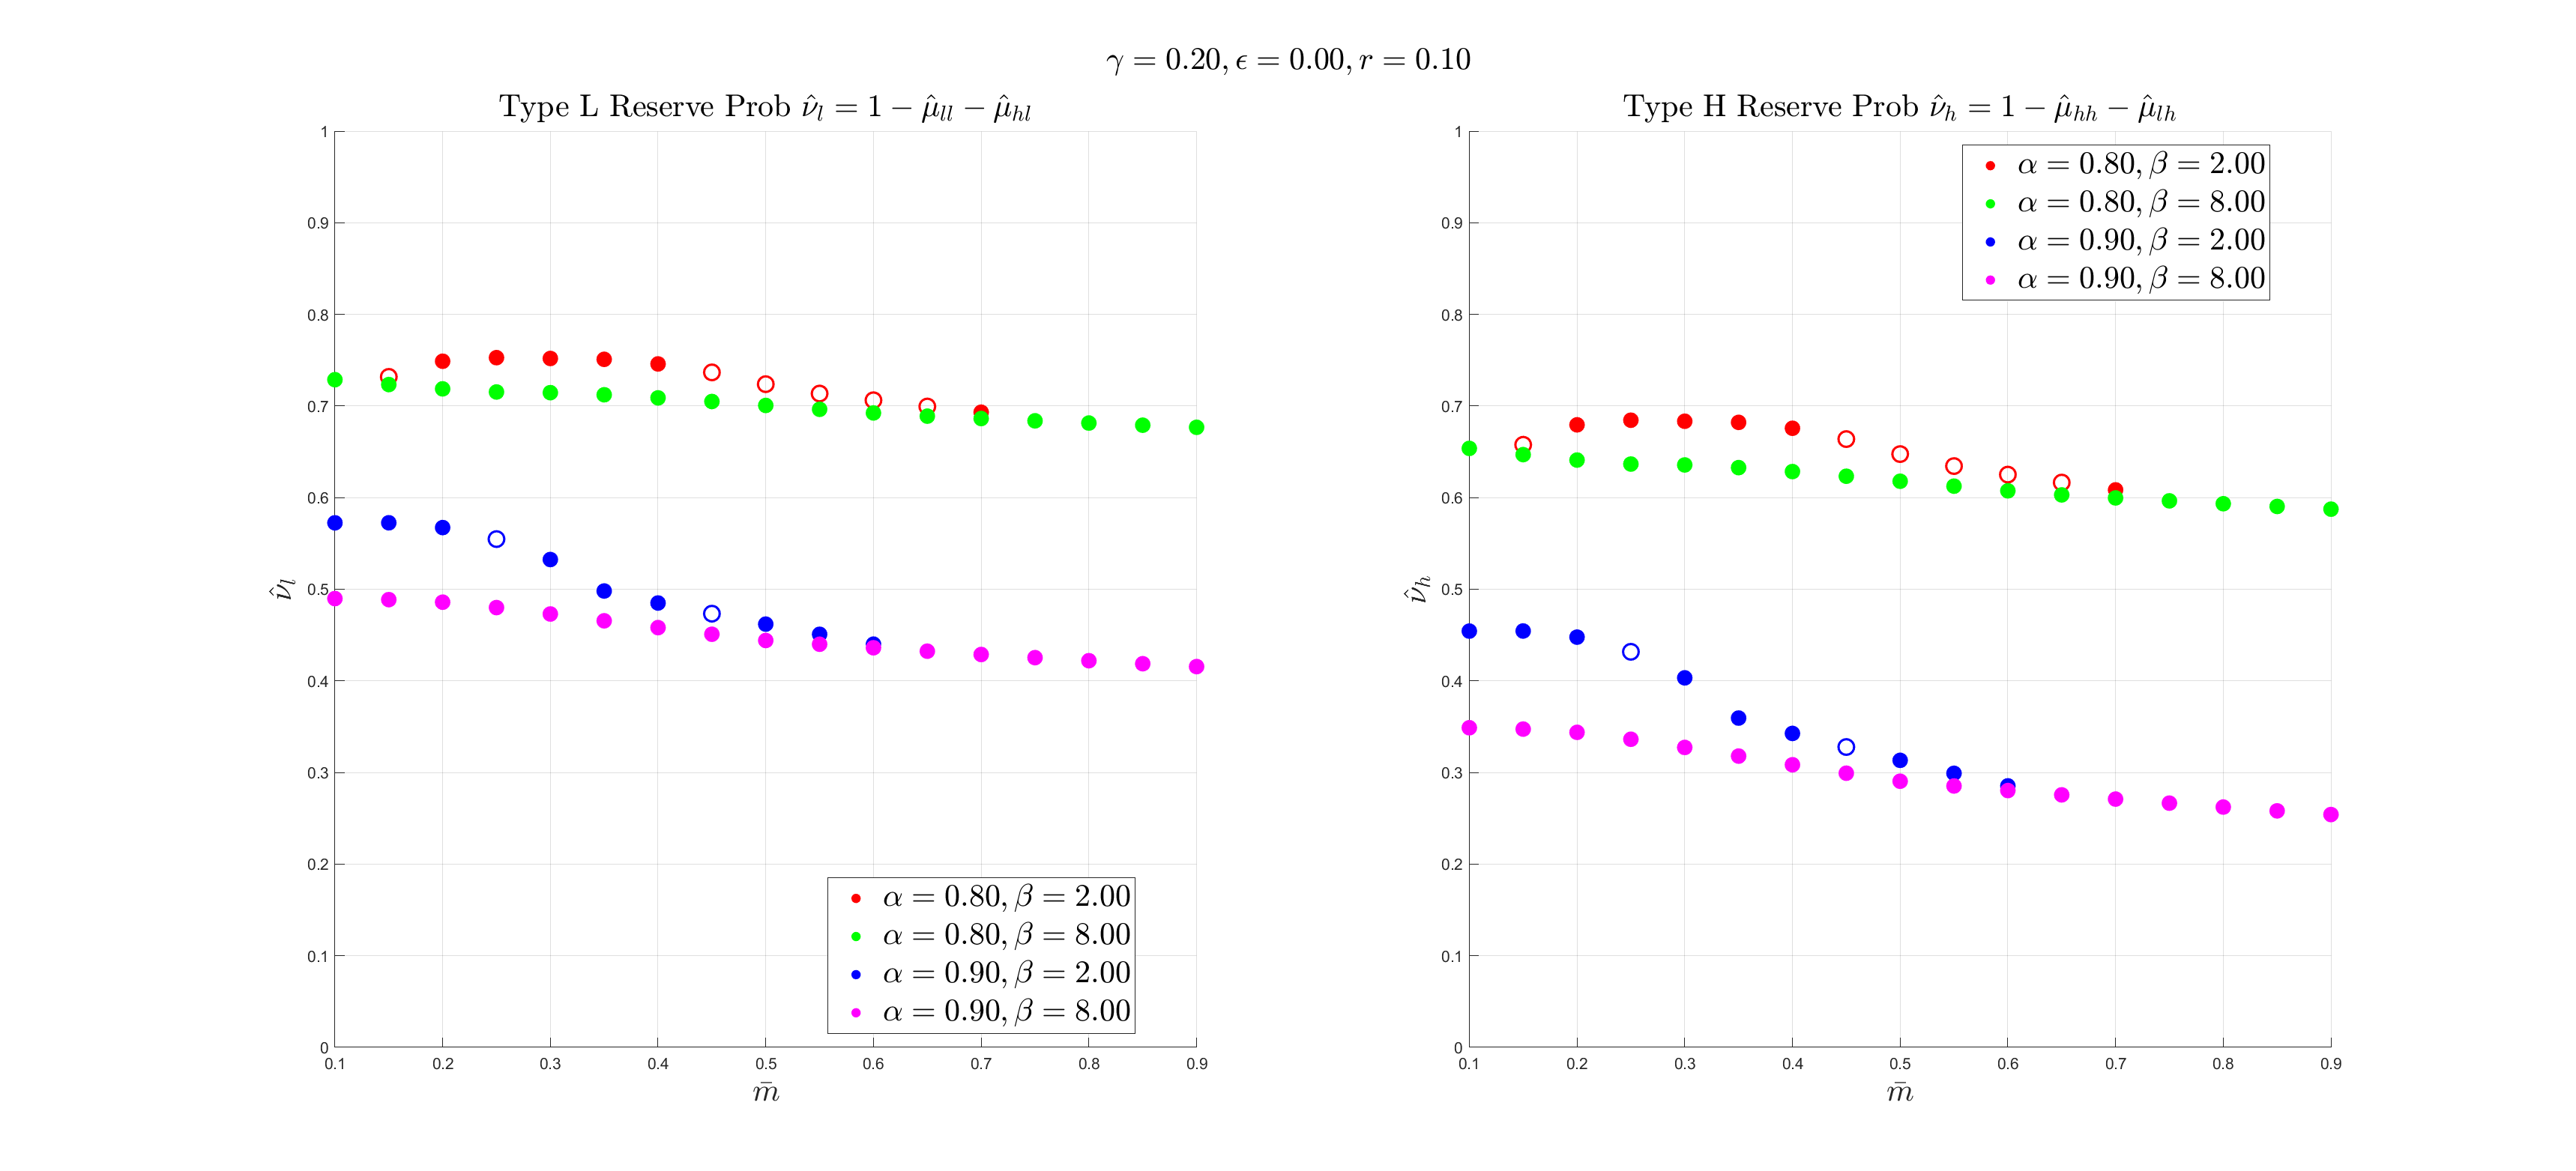 γ = 0.20, ϵ = 0.00, r = 0.10
Type L Reserve Prob ν̂_l = 1 − μ̂_ll − μ̂_hl
1
0.9
0.8
0.7
0.6
0.5
0.4
0.3
0.2
0.1
0
ν̂_l
0.1 0.2 0.3 0.4 0.5 0.6 0.7 0.8 0.9
m̄
α = 0.80, β = 2.00
α = 0.80, β = 8.00
α = 0.90, β = 2.00
α = 0.90, β = 8.00
Type H Reserve Prob ν̂_h = 1 − μ̂_hh − μ̂_lh
1
0.9
0.8
0.7
0.6
0.5
0.4
0.3
0.2
0.1
0
ν̂_h
0.1 0.2 0.3 0.4 0.5 0.6 0.7 0.8 0.9
m̄
α = 0.80, β = 2.00
α = 0.80, β = 8.00
α = 0.90, β = 2.00
α = 0.90, β = 8.00